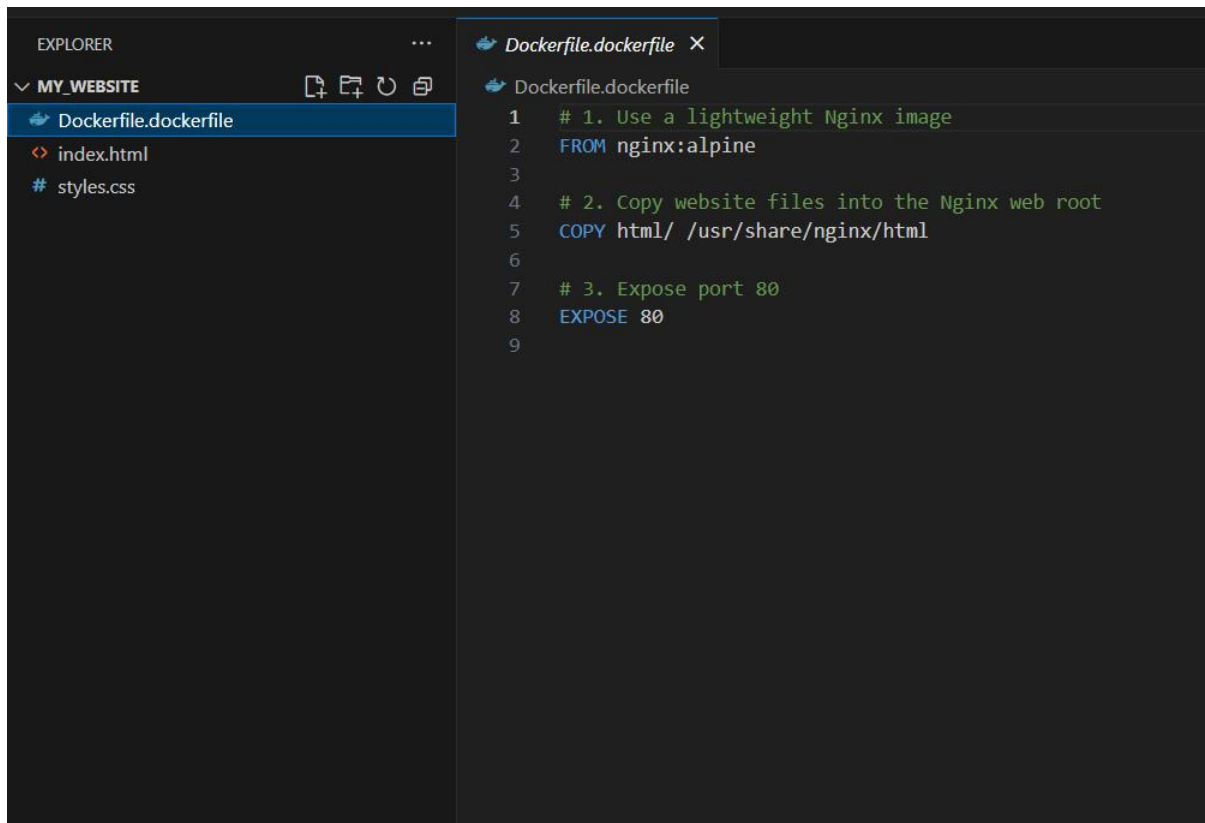 EXPLORER
...
MY_WEBSITE
Dockerfile.dockerfile
index.html
# styles.css
Dockerfile.dockerfile
Dockerfile.dockerfile
1 # 1. Use a lightweight Nginx image
2 FROM nginx:alpine
3
4 # 2. Copy website files into the Nginx web root
5 COPY html/ /usr/share/nginx/html
6
7 # 3. Expose port 80
8 EXPOSE 80
9